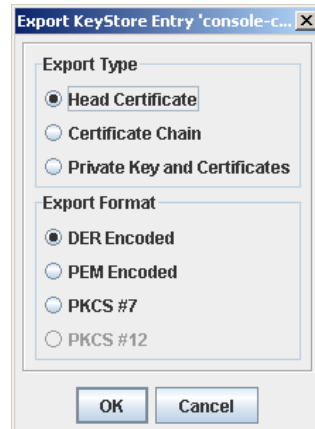 Export KeyStore Entry 'console-c...
Export Type
Head Certificate
Certificate Chain
Private Key and Certificates
Export Format
DER Encoded
PEM Encoded
PKCS #7
PKCS #12
OK Cancel